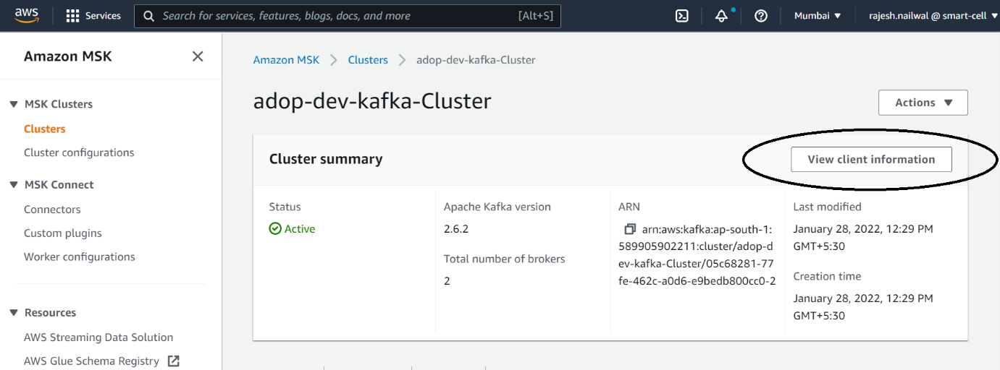 aws Services Search for services, features, blogs, docs, and more [Alt+S] Mumbai rajesh.nailwal @ smart-cell
Amazon MSK
MSK Clusters
Clusters
Cluster configurations
MSK Connect
Connectors
Custom plugins
Worker configurations
Resources
AWS Streaming Data Solution
AWS Glue Schema Registry
Amazon MSK Clusters adop-dev-kafka-Cluster
adop-dev-kafka-Cluster
Actions
Cluster summary
View client information
Status
Active
Apache Kafka version
2.6.2
Total number of brokers
2
ARN
arn:aws:kafka:ap-south-1:
589905902211:cluster/adop-d
ev-kafka-Cluster/05c68281-77
fe-462c-a0d6-e9bedb800cc0-2
Last modified
January 28, 2022, 12:29 PM
GMT+5:30
Creation time
January 28, 2022, 12:29 PM
GMT+5:30